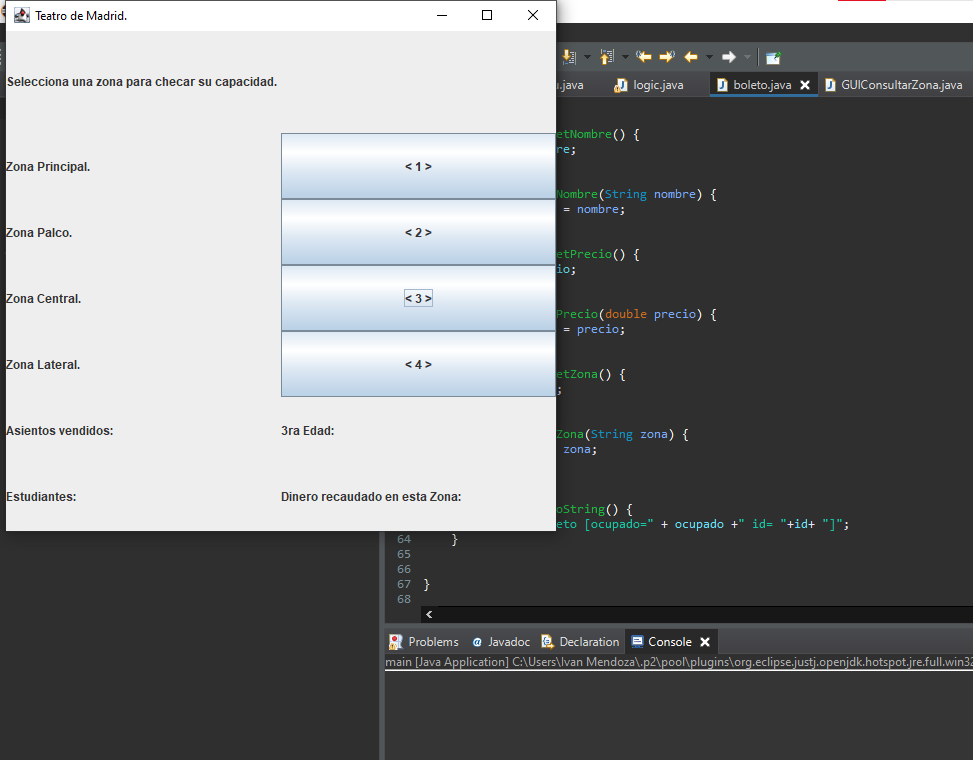 Teatro de Madrid.
Selecciona una zona para checar su capacidad.
Zona Principal.
< 1 >
Zona Palco.
< 2 >
Zona Central.
< 3 >
Zona Lateral.
< 4 >
Asientos vendidos:
3ra Edad:
Estudiantes:
Dinero recaudado en esta Zona:
.java
logic.java
boleto.java
GUIConsultarZona.java
etNombre() {
re;
Nombre(String nombre) {
= nombre;
etPrecio() {
io;
Precio(double precio) {
= precio;
etZona() {
;
Zona(String zona) {
zona;
oString() {
eto [ocupado=" + ocupado +" id= "+id+ "]";
64 }
65
66
67 }
68
<
Problems
@ Javadoc
Declaration
Console
main [Java Application] C:\Users\Ivan Mendoza\.p2\pool\plugins\org.eclipse.justj.openjdk.hotspot.jre.full.win32